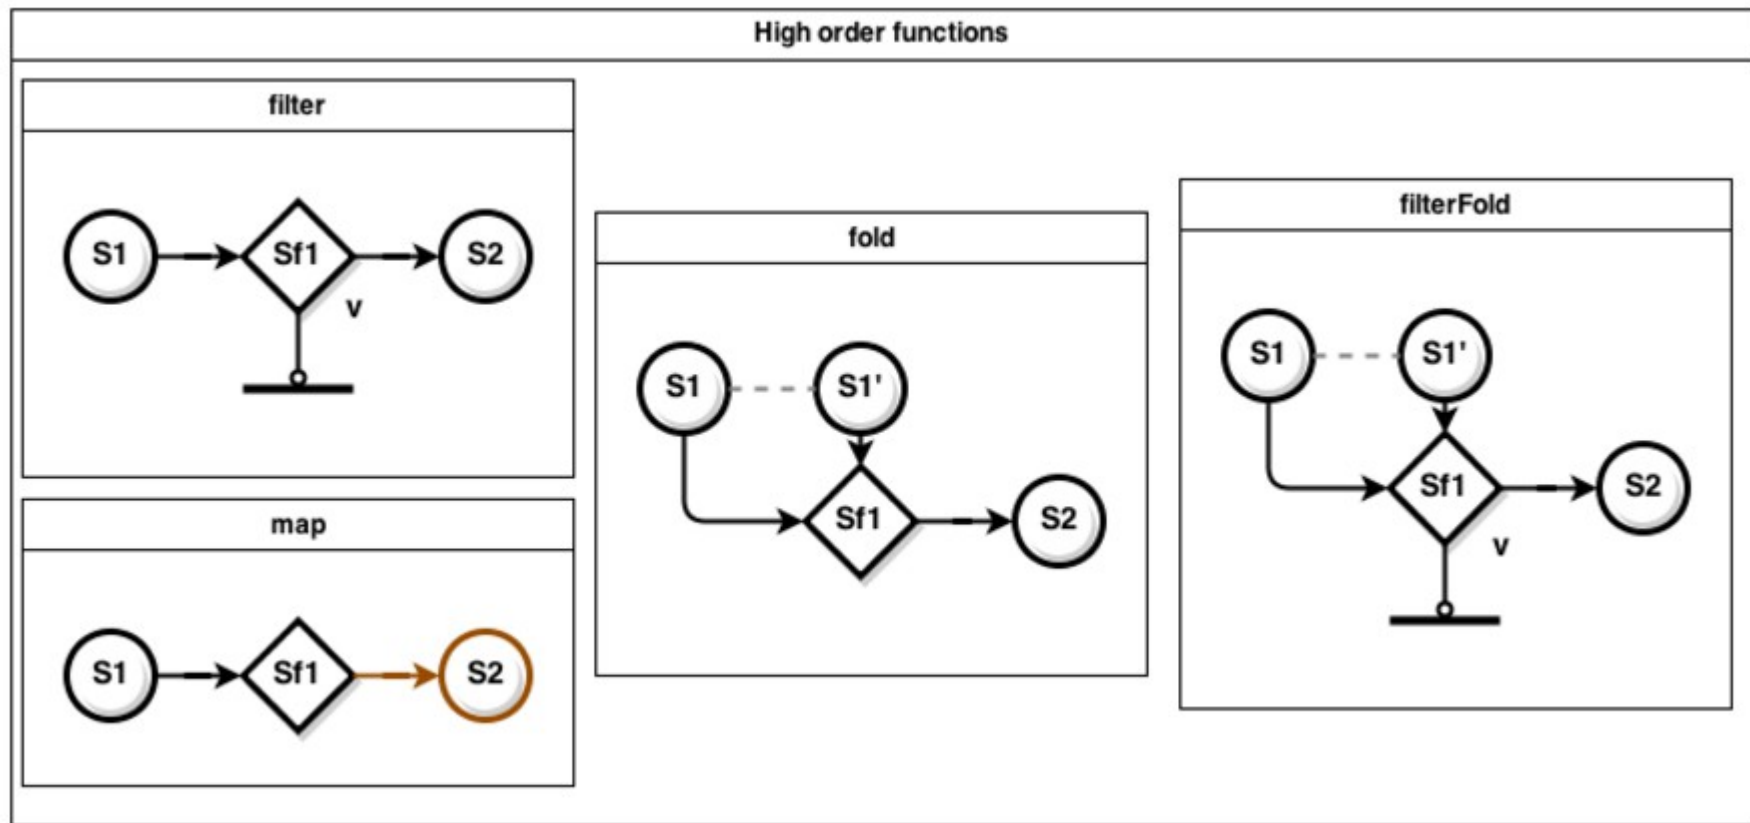 High order functions
filter
S1
Sf1
S2
v
map
S1
Sf1
S2
fold
S1
S1'
Sf1
S2
filterFold
S1
S1'
Sf1
S2
v